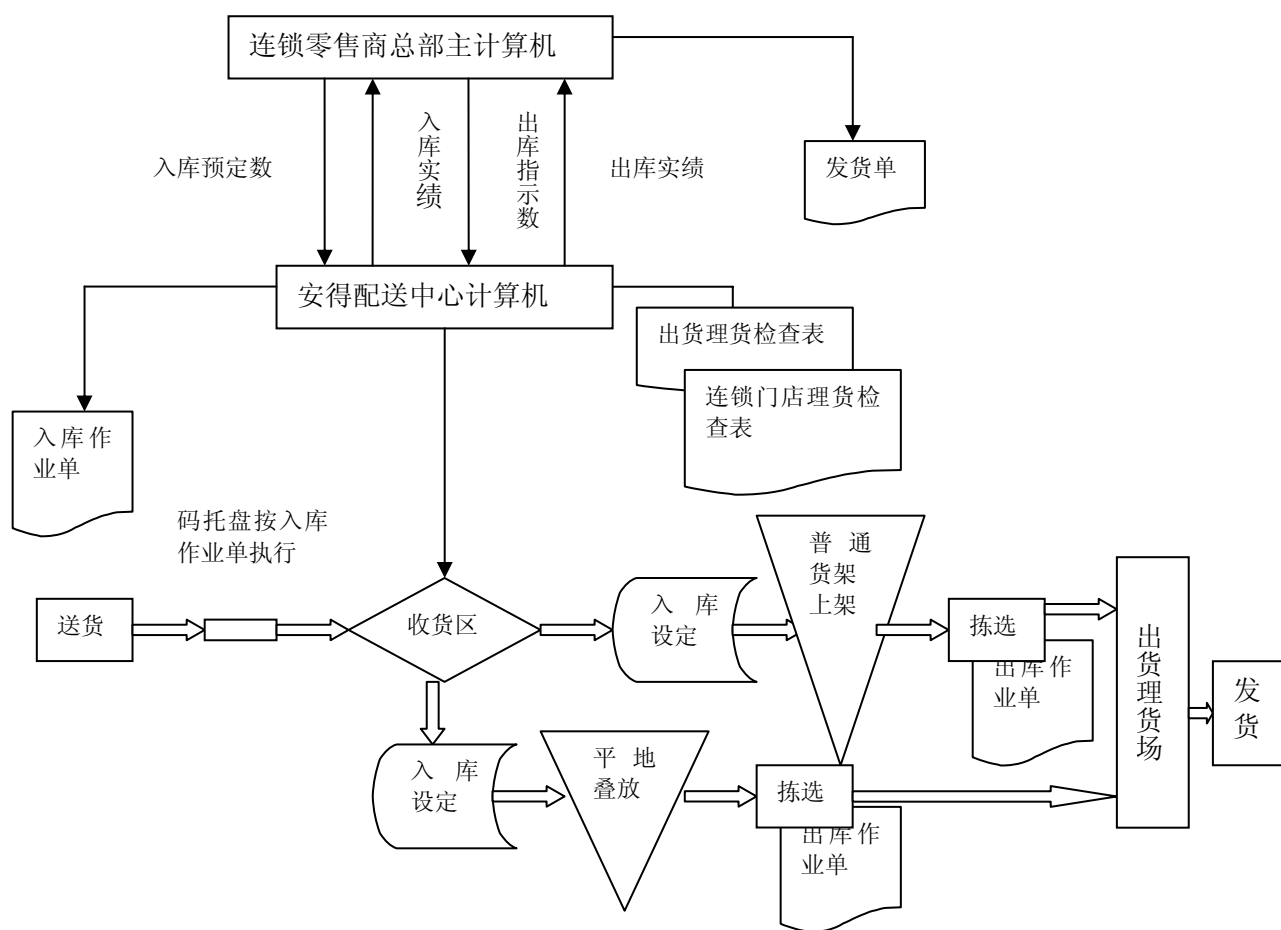 连锁零售商总部主计算机
入库预定数
入库实绩
出库指示数
出库实绩
发货单
安得配送中心计算机
出货理货检查表
连锁门店理货检
查表
入库作
业单
码托盘按入库
作业单执行
普通
货架
上架
送货
收货区
入库
设定
拣选
出库作
业单
出货理货场
发
货
入库
设定
平地
叠放
拣选
出库作
业单